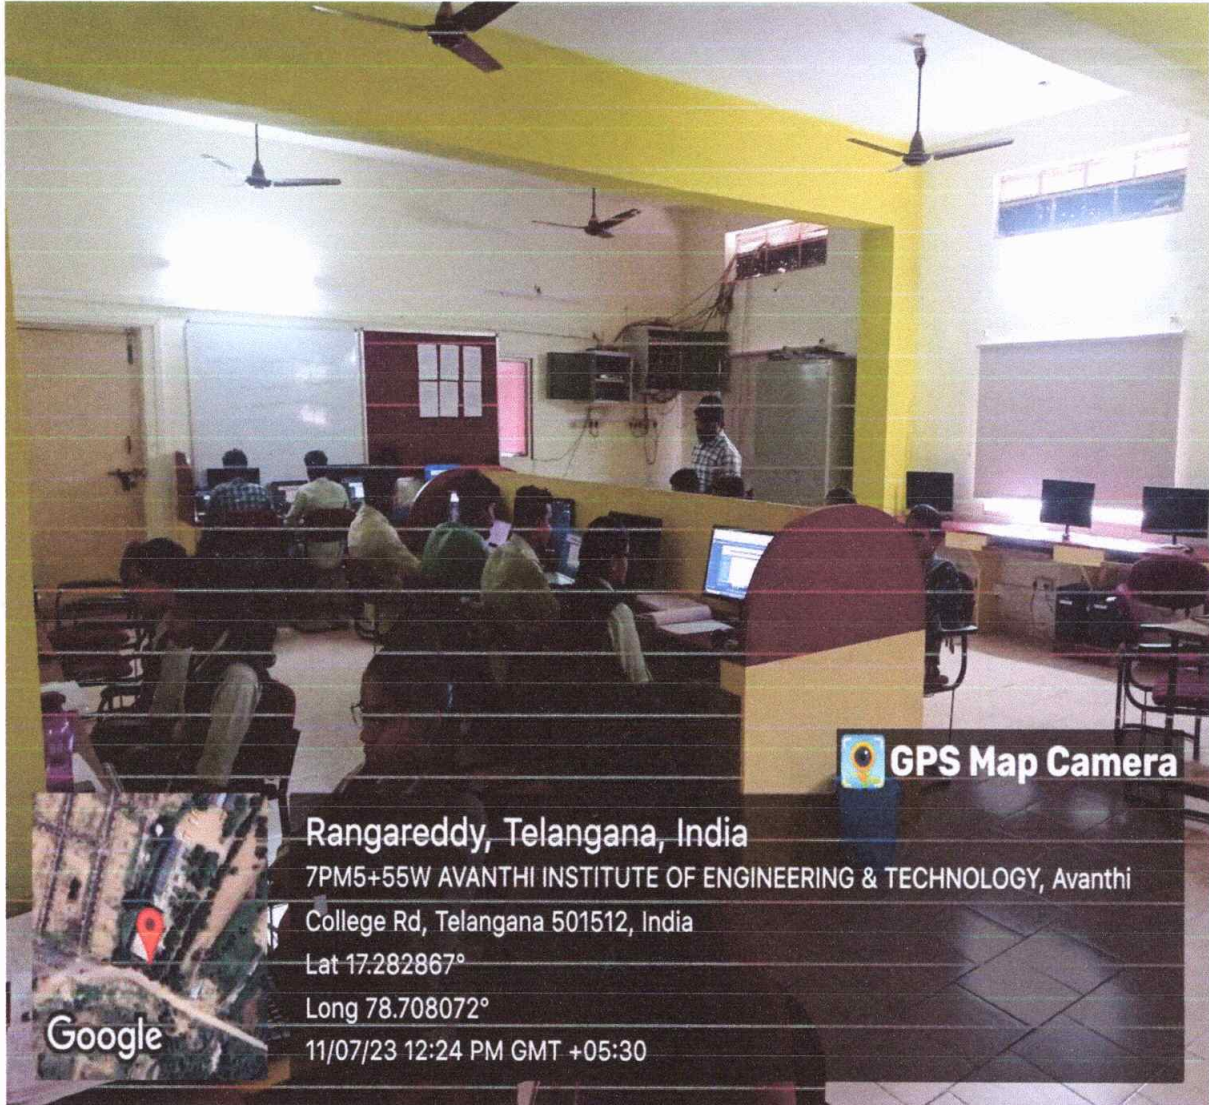 GPS Map Camera
Rangareddy, Telangana, India
7PM5+55W AVANTHI INSTITUTE OF ENGINEERING & TECHNOLOGY, Avanthi
College Rd, Telangana 501512, India
Lat 17.282867°
Long 78.708072°
11/07/23 12:24 PM GMT +05:30
Google